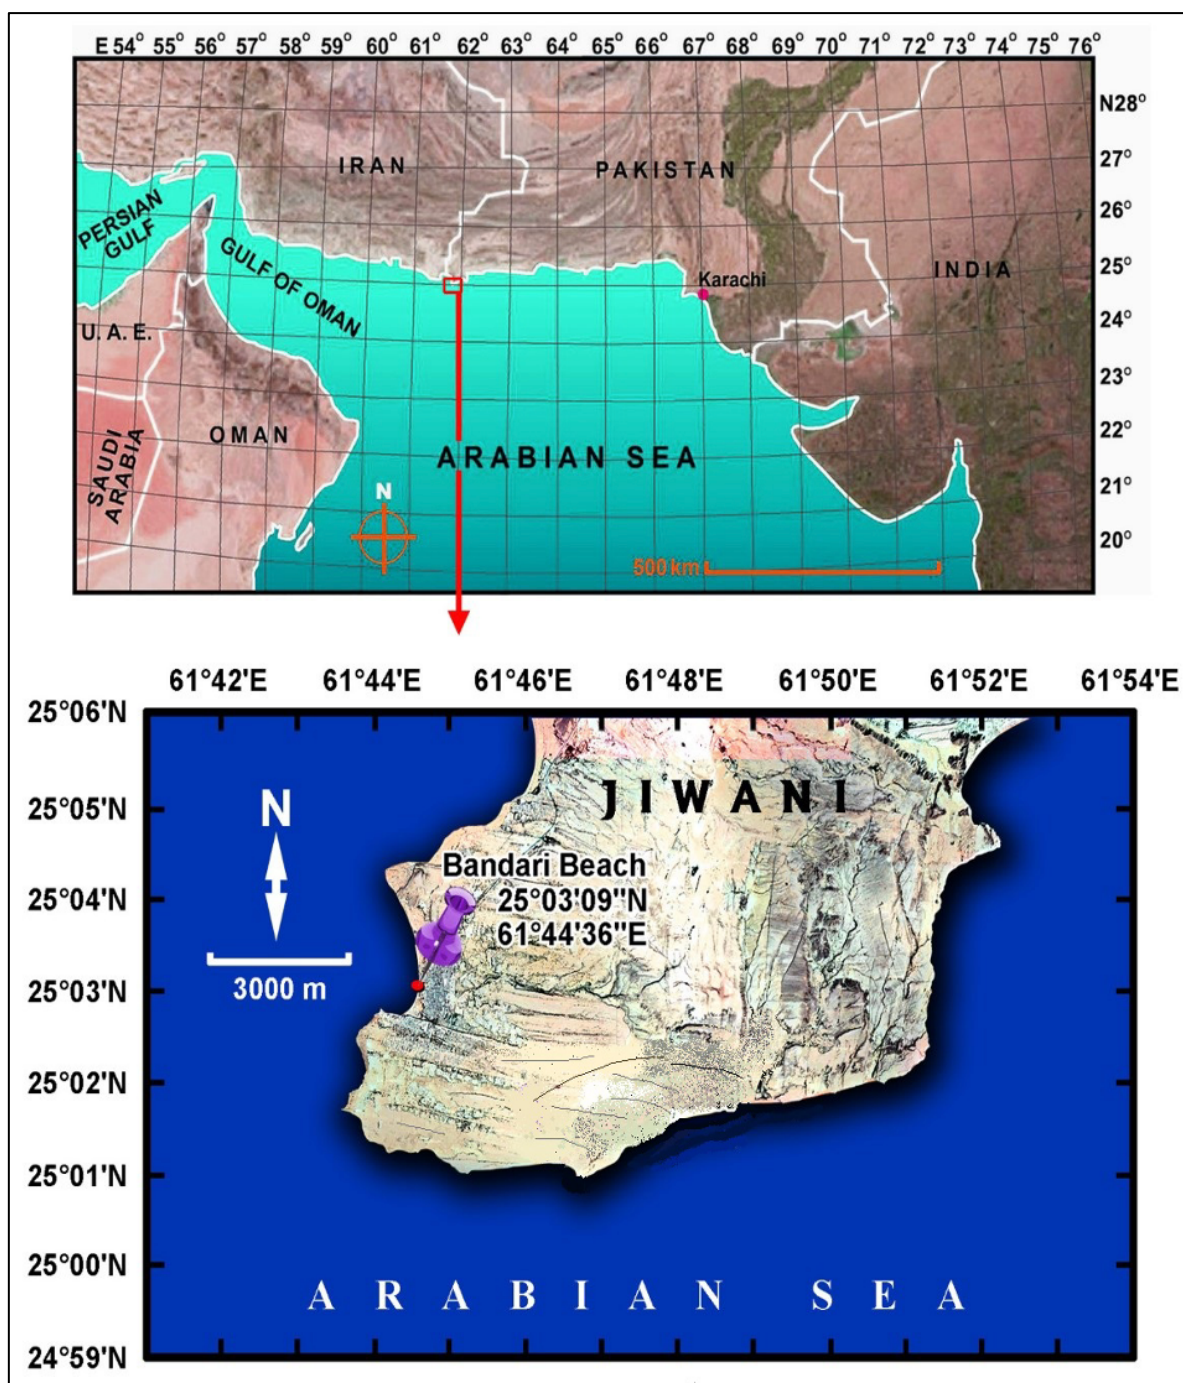 E 54° 55° 56° 57° 58° 59° 60° 61° 62° 63° 64° 65° 66° 67° 68° 69° 70° 71° 72° 73° 74° 75° 76°
N28°
27°
26°
25°
24°
23°
22°
21°
20°
IRAN
PAKISTAN
PERSIAN
GULF
GULF OF OMAN
Karachi
INDIA
U. A. E.
OMAN
SAUDI
ARABIA
ARABIAN SEA
N
500 km
61°42'E 61°44'E 61°46'E 61°48'E 61°50'E 61°52'E 61°54'E
25°06'N
25°05'N
25°04'N
25°03'N
25°02'N
25°01'N
25°00'N
24°59'N
JIWANI
N
3000 m
Bandari Beach
25°03'09"N
61°44'36"E
ARABIAN SEA